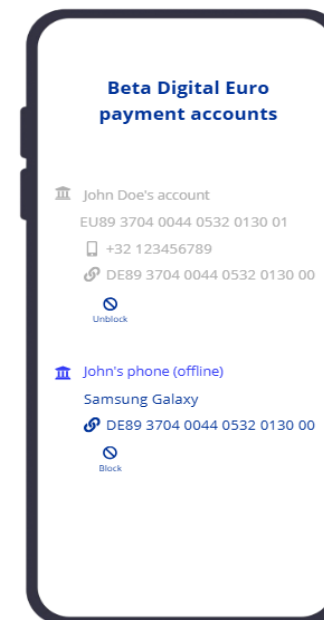 Beta Digital Euro
payment accounts
John Doe's account
EU89 3704 0044 0532 0130 01
+32 123456789
DE89 3704 0044 0532 0130 00
Unblock
John's phone (offline)
Samsung Galaxy
DE89 3704 0044 0532 0130 00
Block